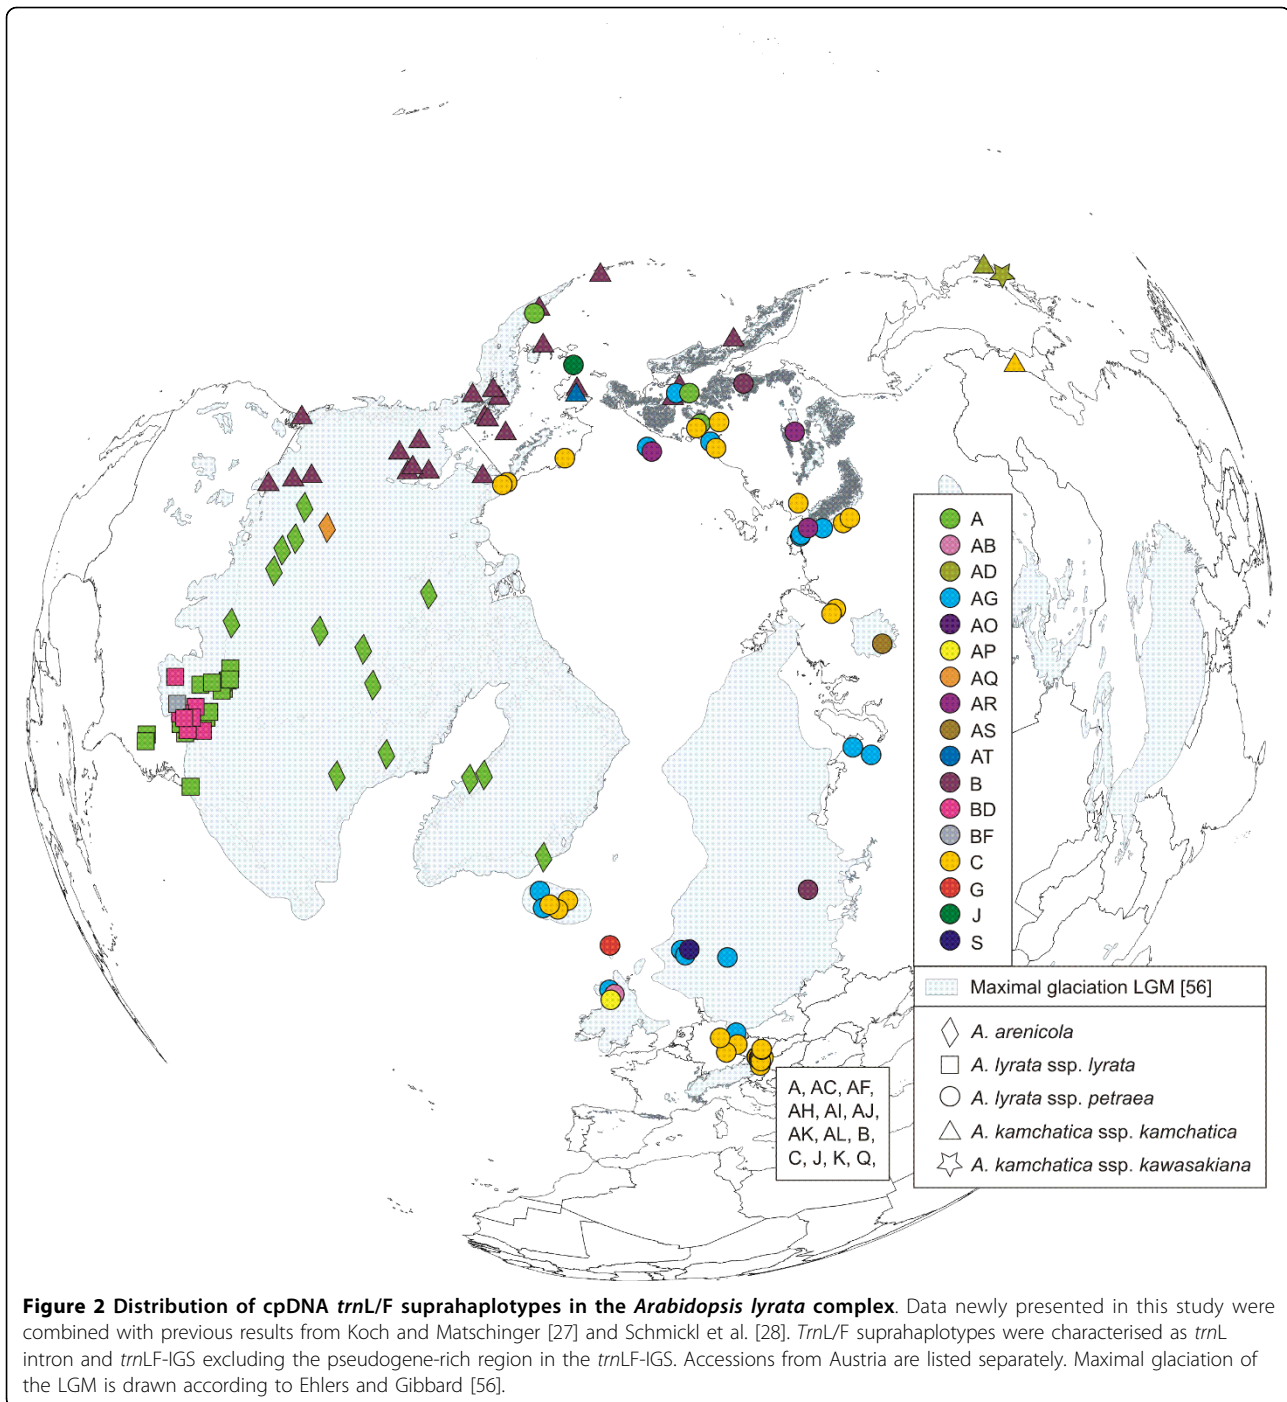 A
AB
AD
AG
AO
AP
AQ
AR
AS
AT
B
BD
BF
C
G
J
S
Maximal glaciation LGM [56]
A. arenicola
A. lyrata ssp. lyrata
A. lyrata ssp. petraea
A. kamchatica ssp. kamchatica
A. kamchatica ssp. kawasakiana
A, AC, AF,
AH, AI, AJ,
AK, AL, B,
C, J, K, Q,
Figure 2 Distribution of cpDNA trnL/F suprahaplotypes in the Arabidopsis lyrata complex. Data newly presented in this study were
combined with previous results from Koch and Matschinger [27] and Schmickl et al. [28]. TrnL/F suprahaplotypes were characterised as trnL
intron and trnLF-IGS excluding the pseudogene-rich region in the trnLF-IGS. Accessions from Austria are listed separately. Maximal glaciation of
the LGM is drawn according to Ehlers and Gibbard [56].